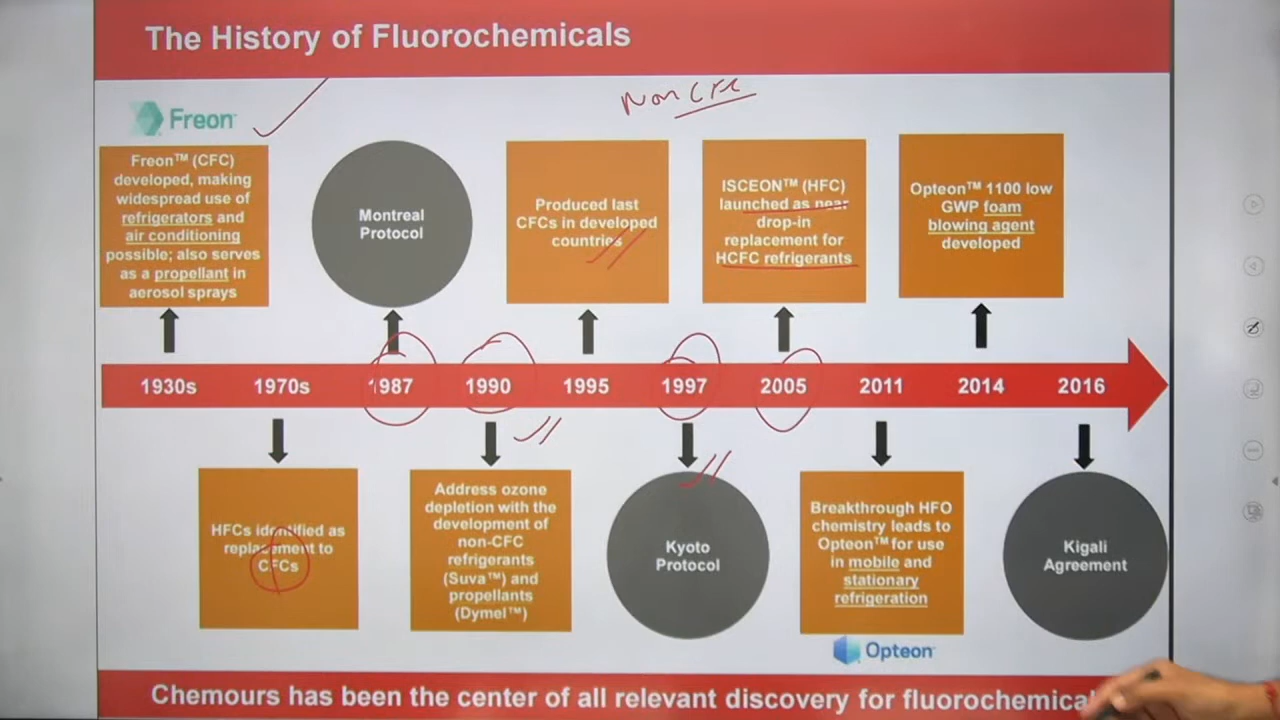 The History of Fluorochemicals
Non CFC
Freon™
Freon™ (CFC)
developed, making
widespread use of
refrigerators and
air conditioning
possible; also serves
as a propellant in
aerosol sprays
Montreal
Protocol
Produced last
CFCs in developed
countries
ISCEON™ (HFC)
launched as near
drop-in
replacement for
HCFC refrigerants
Opteon™ 1100 low
GWP foam
blowing agent
developed
1930s 1970s 1987 1990 1995 1997 2005 2011 2014 2016
HFCs identified as
replacement to
CFCs
Address ozone
depletion with the
development of
non-CFC
refrigerants
(Suva™) and
propellants
(Dymel™)
Kyoto
Protocol
Breakthrough HFO
chemistry leads to
Opteon™ for use
in mobile and
stationary
refrigeration
Opteon™
Kigali
Agreement
Chemours has been the center of all relevant discovery for fluorochemica